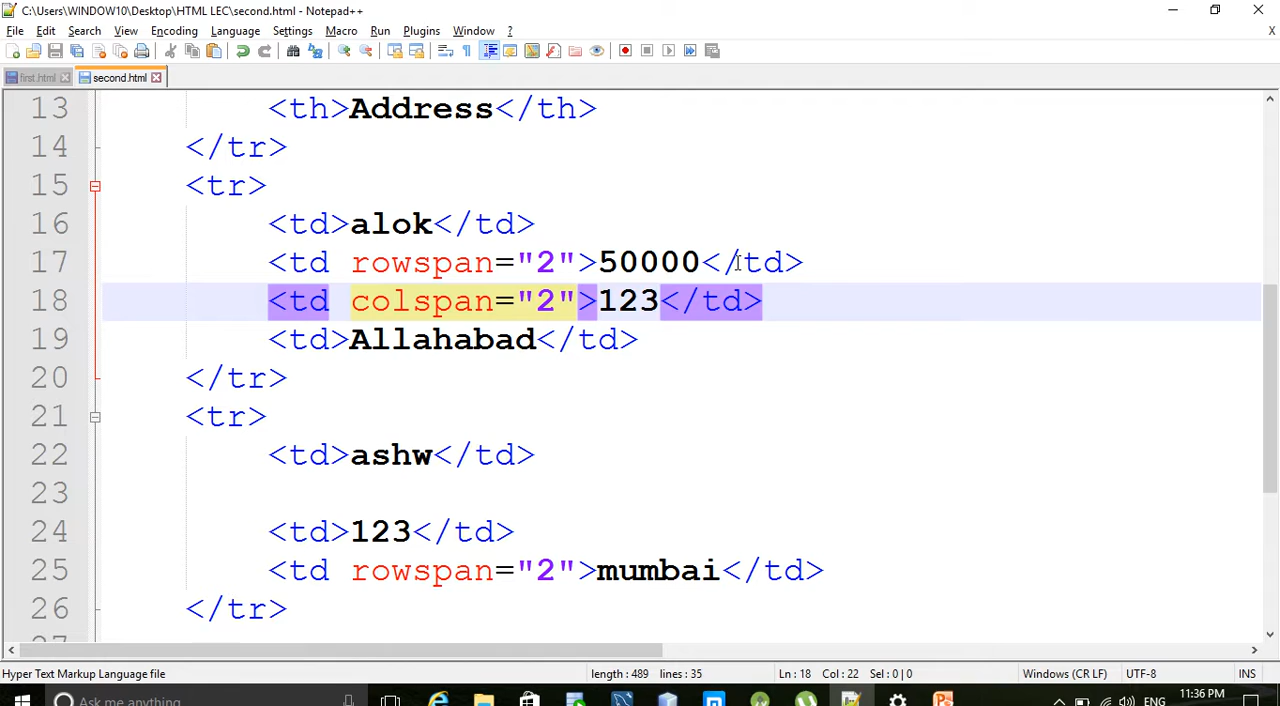 C:\Users\WINDOW10\Desktop\HTML LEC\second.html - Notepad++
File Edit Search View Encoding Language Settings Macro Run Plugins Window ?
X
first.html second.html
13 <th>Address</th>
14 </tr>
15 <tr>
16 <td>alok</td>
17 <td rowspan="2">50000</td>
18 <td colspan="2">123</td>
19 <td>Allahabad</td>
20 </tr>
21 <tr>
22 <td>ashw</td>
23
24 <td>123</td>
25 <td rowspan="2">mumbai</td>
26 </tr>
Hyper Text Markup Language file length : 489 lines : 35 Ln : 18 Col : 22 Sel : 0 | 0 Windows (CR LF) UTF-8 INS
Ask me anything ENG 11:36 PM